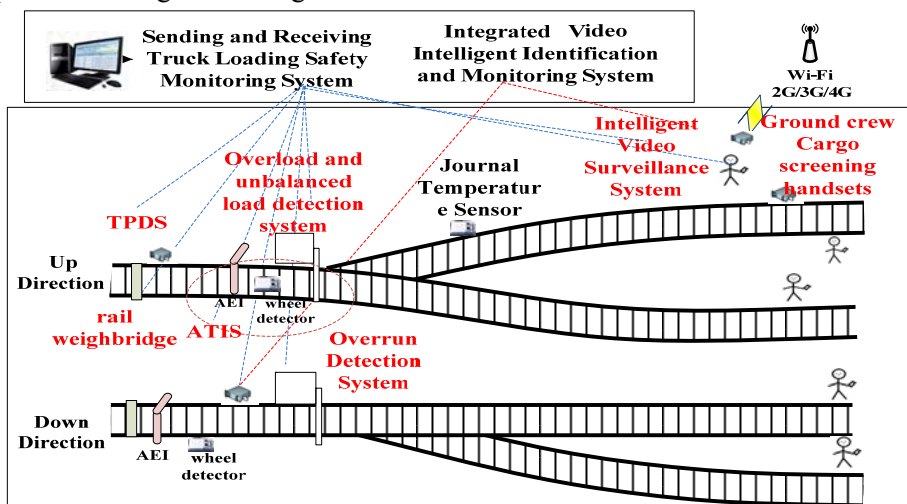 Sending and Receiving
Truck Loading Safety
Monitoring System
Integrated Video
Intelligent Identification
and Monitoring System
Wi-Fi
2G/3G/4G
Intelligent
Video
Surveillance
System
Ground crew
Cargo
screening
handsets
Overload and
unbalanced
load detection
system
Journal
Temperatur
e Sensor
TPDS
Up
Direction
AEI
wheel
detector
rail
weighbridge
ATIS
Overrun
Detection
System
Down
Direction
AEI
wheel
detector